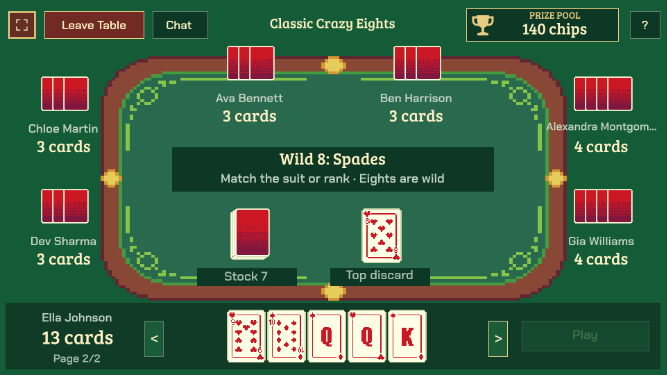 Leave Table
Chat
Classic Crazy Eights
PRIZE POOL
140 chips
?
Ava Bennett
3 cards
Ben Harrison
3 cards
Chloe Martin
3 cards
Alexandra Montgom...
4 cards
Wild 8: Spades
Match the suit or rank · Eights are wild
Dev Sharma
3 cards
Gia Williams
4 cards
Stock 7
Top discard
Ella Johnson
13 cards
Page 2/2
<
9
10
Q
Q
K
>
Play